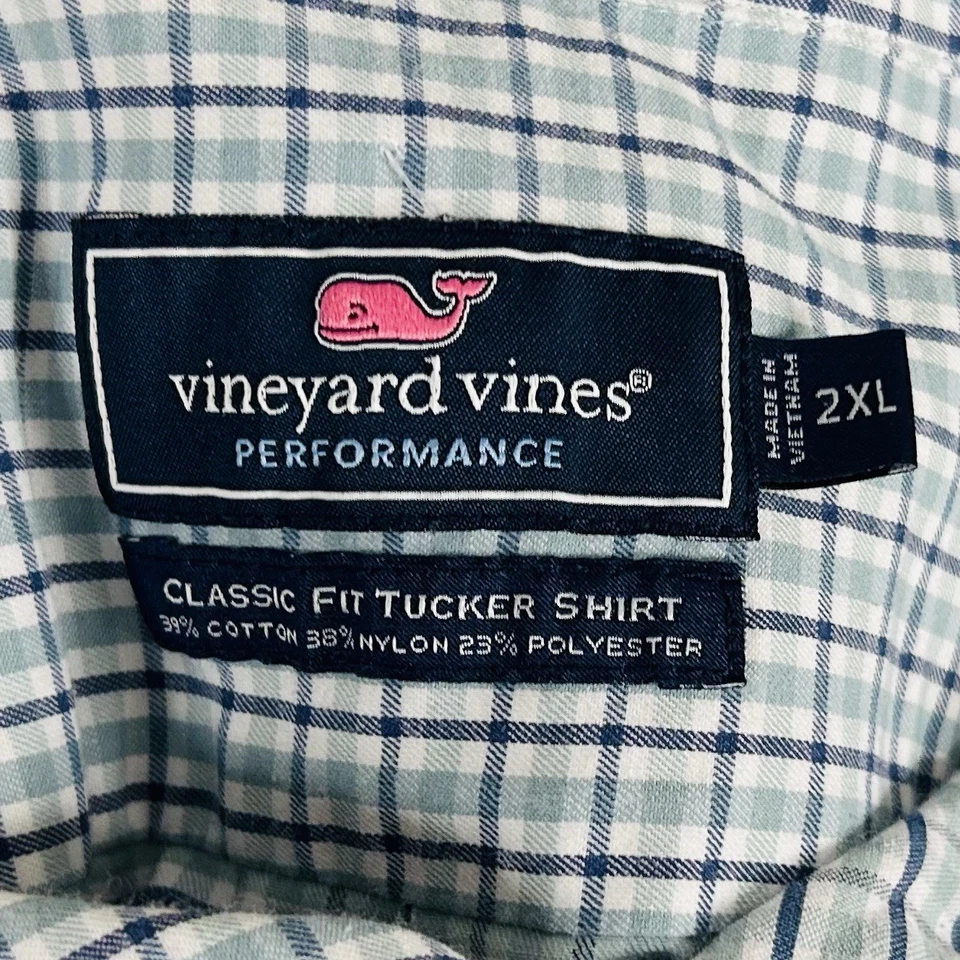 vineyard vines®
PERFORMANCE
MADE IN
VIETNAM
2XL
CLASSIC FIT TUCKER SHIRT
39% COTTON 38% NYLON 23% POLYESTER